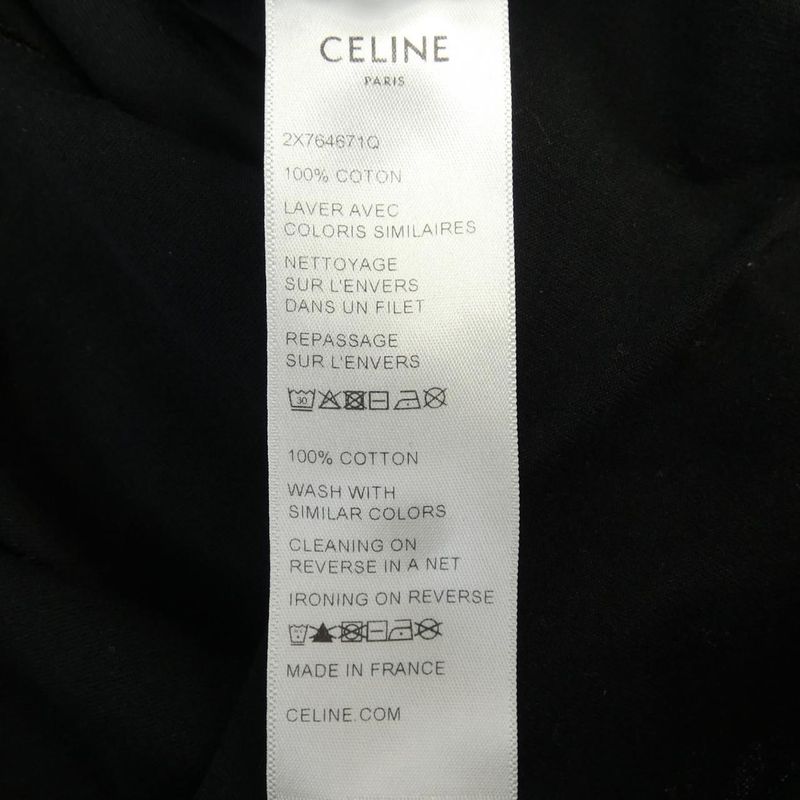 CELINE
PARIS
2X764671Q
100% COTON
LAVER AVEC
COLORIS SIMILAIRES
NETTOYAGE
SUR L'ENVERS
DANS UN FILET
REPASSAGE
SUR L'ENVERS
30
100% COTTON
WASH WITH
SIMILAR COLORS
CLEANING ON
REVERSE IN A NET
IRONING ON REVERSE
MADE IN FRANCE
CELINE.COM